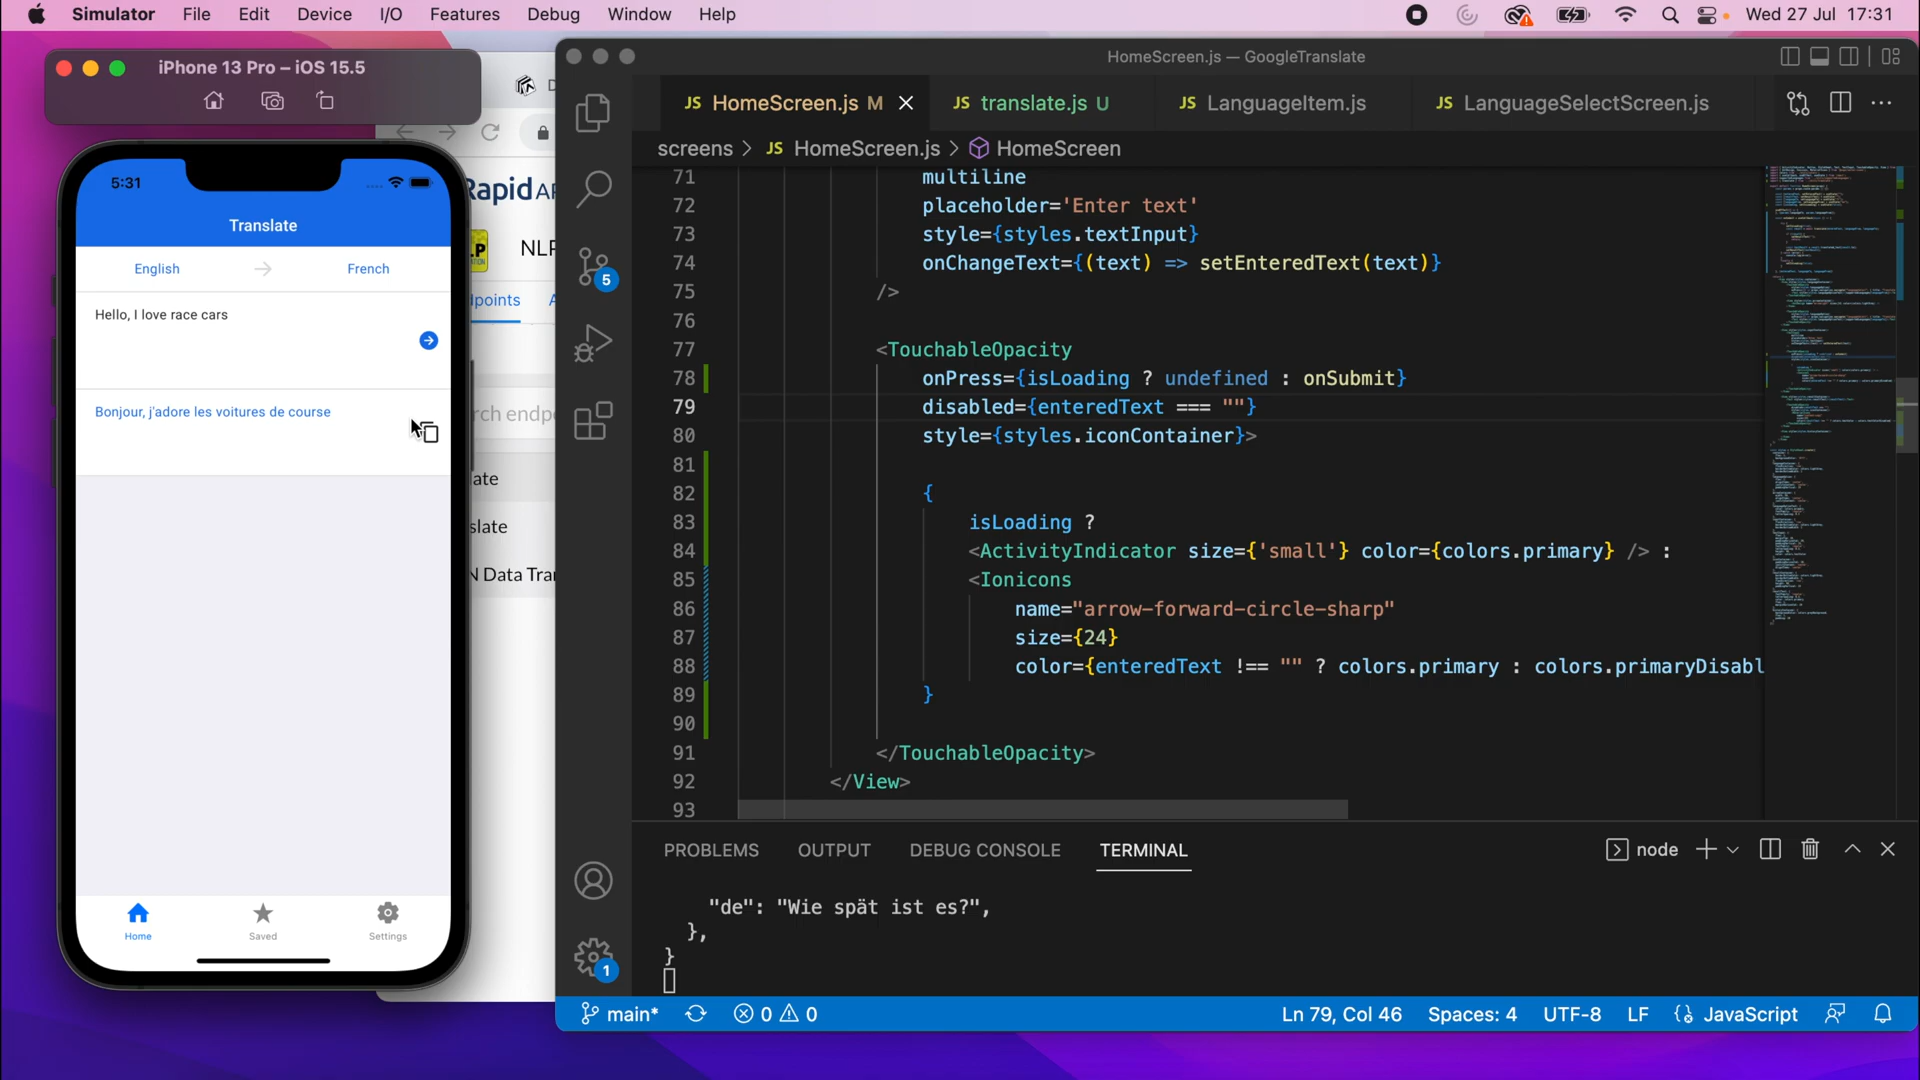 Simulator File Edit Device I/O Features Debug Window Help Wed 27 Jul 17:31
iPhone 13 Pro – iOS 15.5
5:31
Translate
English French
Hello, I love race cars
Bonjour, j'adore les voitures de course
Home Saved Settings
NLP
HomeScreen.js — GoogleTranslate
JS HomeScreen.js M JS translate.js U JS LanguageItem.js JS LanguageSelectScreen.js
screens > JS HomeScreen.js > HomeScreen
71 multiline
72 placeholder='Enter text'
73 style={styles.textInput}
74 onChangeText={(text) => setEnteredText(text)}
75 />
76
77 <TouchableOpacity
78 onPress={isLoading ? undefined : onSubmit}
79 disabled={enteredText === ""}
80 style={styles.iconContainer}>
81
82 {
83 isLoading ?
84 <ActivityIndicator size={'small'} color={colors.primary} /> :
85 <Ionicons
86 name="arrow-forward-circle-sharp"
87 size={24}
88 color={enteredText !== "" ? colors.primary : colors.primaryDisabl
89 }
90
91 </TouchableOpacity>
92 </View>
93
5
1
PROBLEMS OUTPUT DEBUG CONSOLE TERMINAL node
"de": "Wie spät ist es?",
},
}
main* 0 0 Ln 79, Col 46 Spaces: 4 UTF-8 LF JavaScript